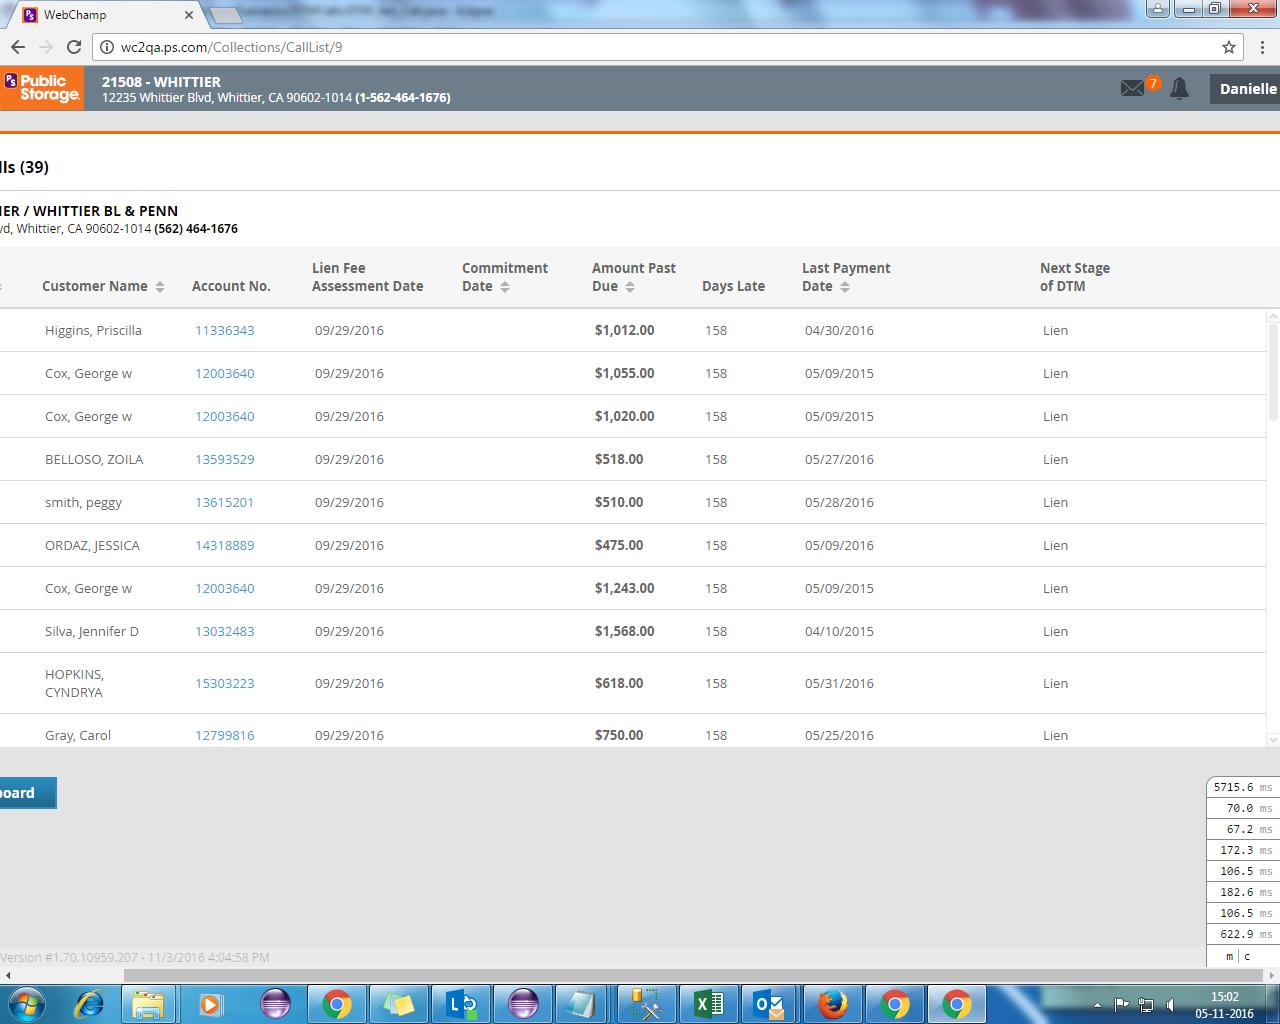 WebChamp
wc2qa.ps.com/Collections/CallList/9
PS Public Storage.
21508 - WHITTIER
12235 Whittier Blvd, Whittier, CA 90602-1014 (1-562-464-1676)
7
Danielle
lls (39)
IER / WHITTIER BL & PENN
vd, Whittier, CA 90602-1014 (562) 464-1676
Customer Name Account No. Lien Fee Assessment Date Commitment Date Amount Past Due Days Late Last Payment Date Next Stage of DTM
Higgins, Priscilla 11336343 09/29/2016 $1,012.00 158 04/30/2016 Lien
Cox, George w 12003640 09/29/2016 $1,055.00 158 05/09/2015 Lien
Cox, George w 12003640 09/29/2016 $1,020.00 158 05/09/2015 Lien
BELLOSO, ZOILA 13593529 09/29/2016 $518.00 158 05/27/2016 Lien
smith, peggy 13615201 09/29/2016 $510.00 158 05/28/2016 Lien
ORDAZ, JESSICA 14318889 09/29/2016 $475.00 158 05/09/2016 Lien
Cox, George w 12003640 09/29/2016 $1,243.00 158 05/09/2016 Lien
Silva, Jennifer D 13032483 09/29/2016 $1,568.00 158 04/10/2015 Lien
HOPKINS, CYNDRYA 15303223 09/29/2016 $618.00 158 05/31/2016 Lien
Gray, Carol 12799816 09/29/2016 $750.00 158 05/25/2016 Lien
board
5715.6 ms
70.0 ms
67.2 ms
172.3 ms
106.5 ms
182.6 ms
106.5 ms
622.9 ms
m | c
Version #1.70.10959.207 - 11/3/2016 4:04:58 PM
15:02
05-11-2016